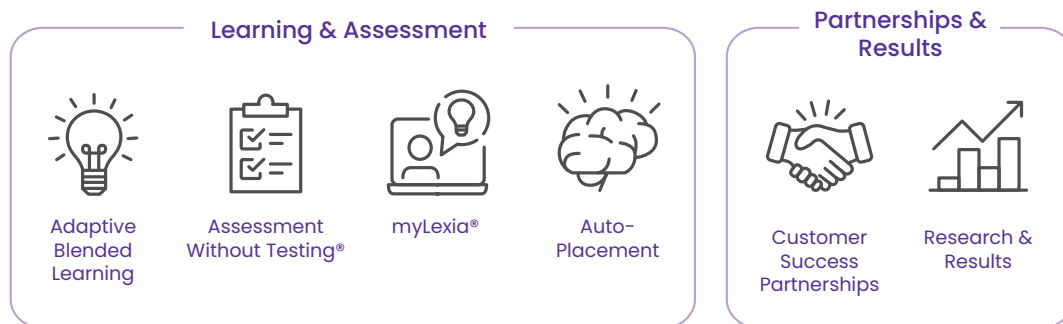 Learning & Assessment
Adaptive
Blended
Learning
Assessment
Without Testing®
myLexia®
Auto-
Placement
Partnerships &
Results
Customer
Success
Partnerships
Research &
Results